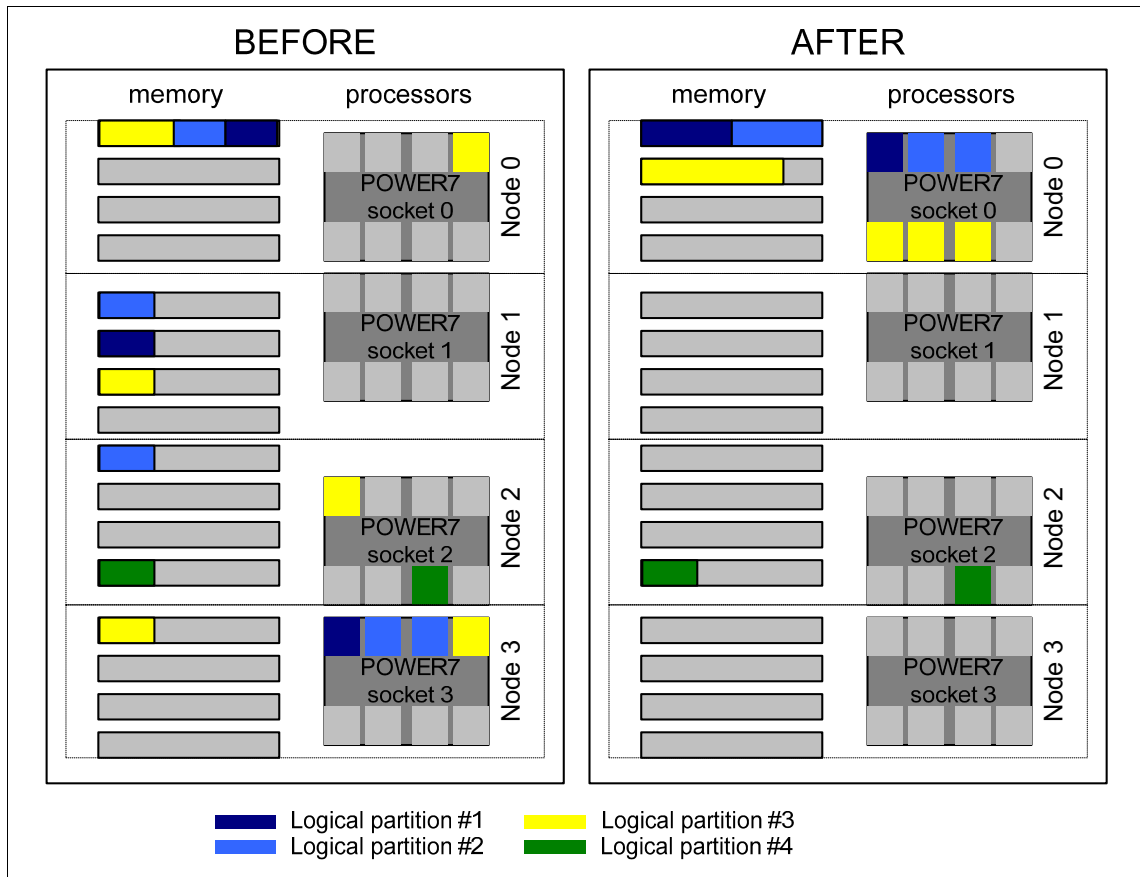 BEFORE
AFTER
memory
processors
memory
processors
POWER7
socket 0
Node 0
POWER7
socket 0
Node 0
POWER7
socket 1
Node 1
POWER7
socket 1
Node 1
POWER7
socket 2
Node 2
POWER7
socket 2
Node 2
POWER7
socket 3
Node 3
POWER7
socket 3
Node 3
Logical partition #1
Logical partition #3
Logical partition #2
Logical partition #4